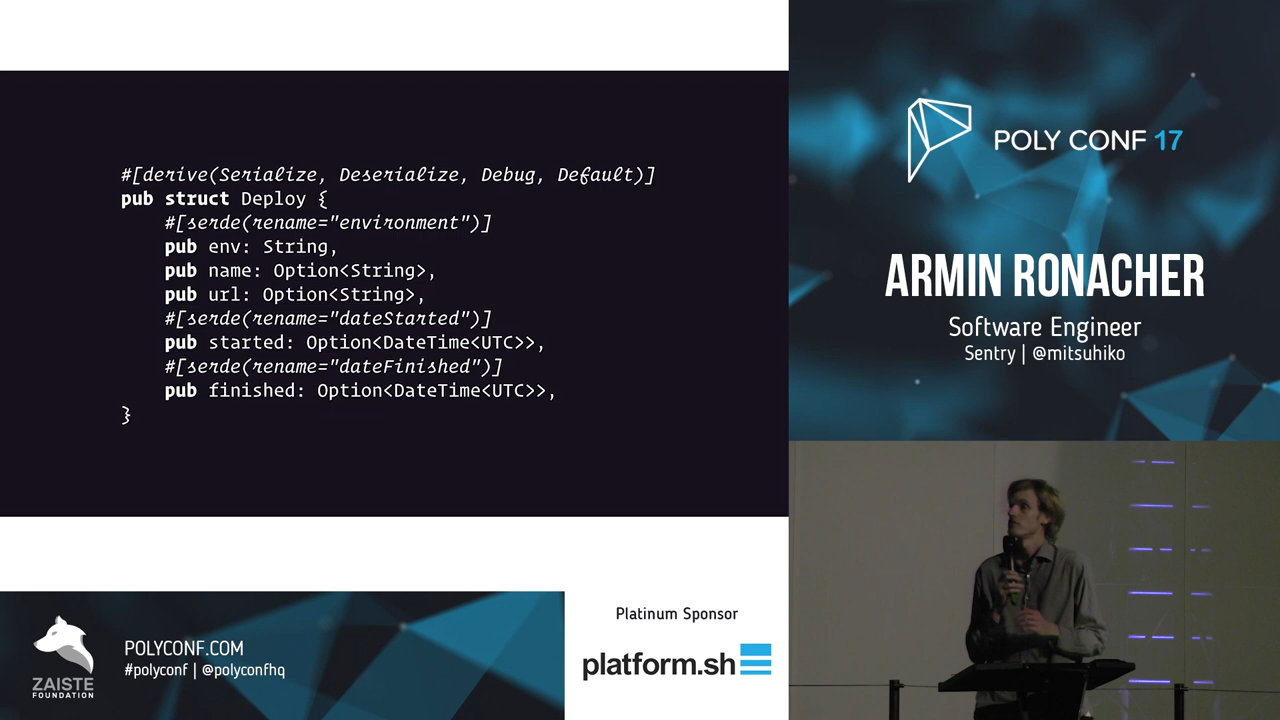 #[derive(Serialize, Deserialize, Debug, Default)]
pub struct Deploy {
    #[serde(rename="environment")]
    pub env: String,
    pub name: Option<String>,
    pub url: Option<String>,
    #[serde(rename="dateStarted")]
    pub started: Option<DateTime<UTC>>,
    #[serde(rename="dateFinished")]
    pub finished: Option<DateTime<UTC>>,
}
POLY CONF 17
ARMIN RONACHER
Software Engineer
Sentry | @mitsuhiko
ZAISTE
FOUNDATION
POLYCONF.COM
#polyconf | @polyconfhq
Platinum Sponsor
platform.sh